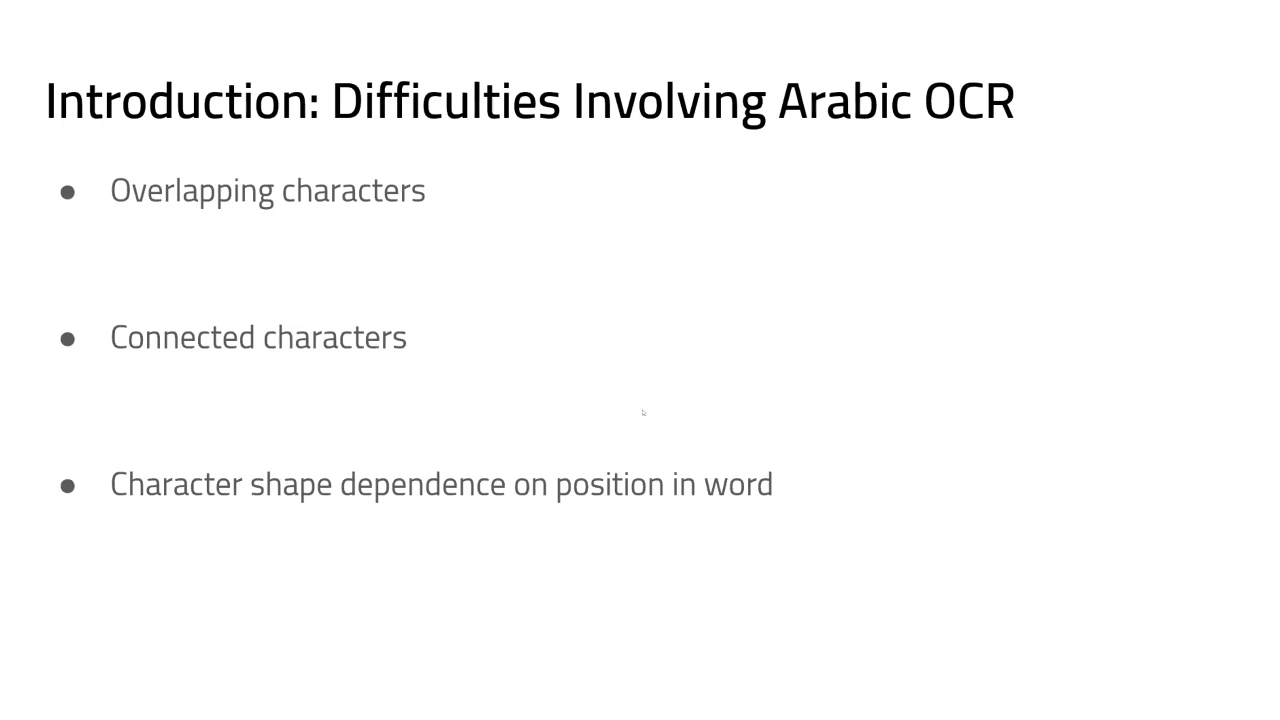 Introduction: Difficulties Involving Arabic OCR
● Overlapping characters
● Connected characters
● Character shape dependence on position in word